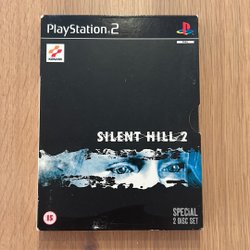 PlayStation 2
KONAMI
SILENT HILL 2
15
SPECIAL
2 DISC SET